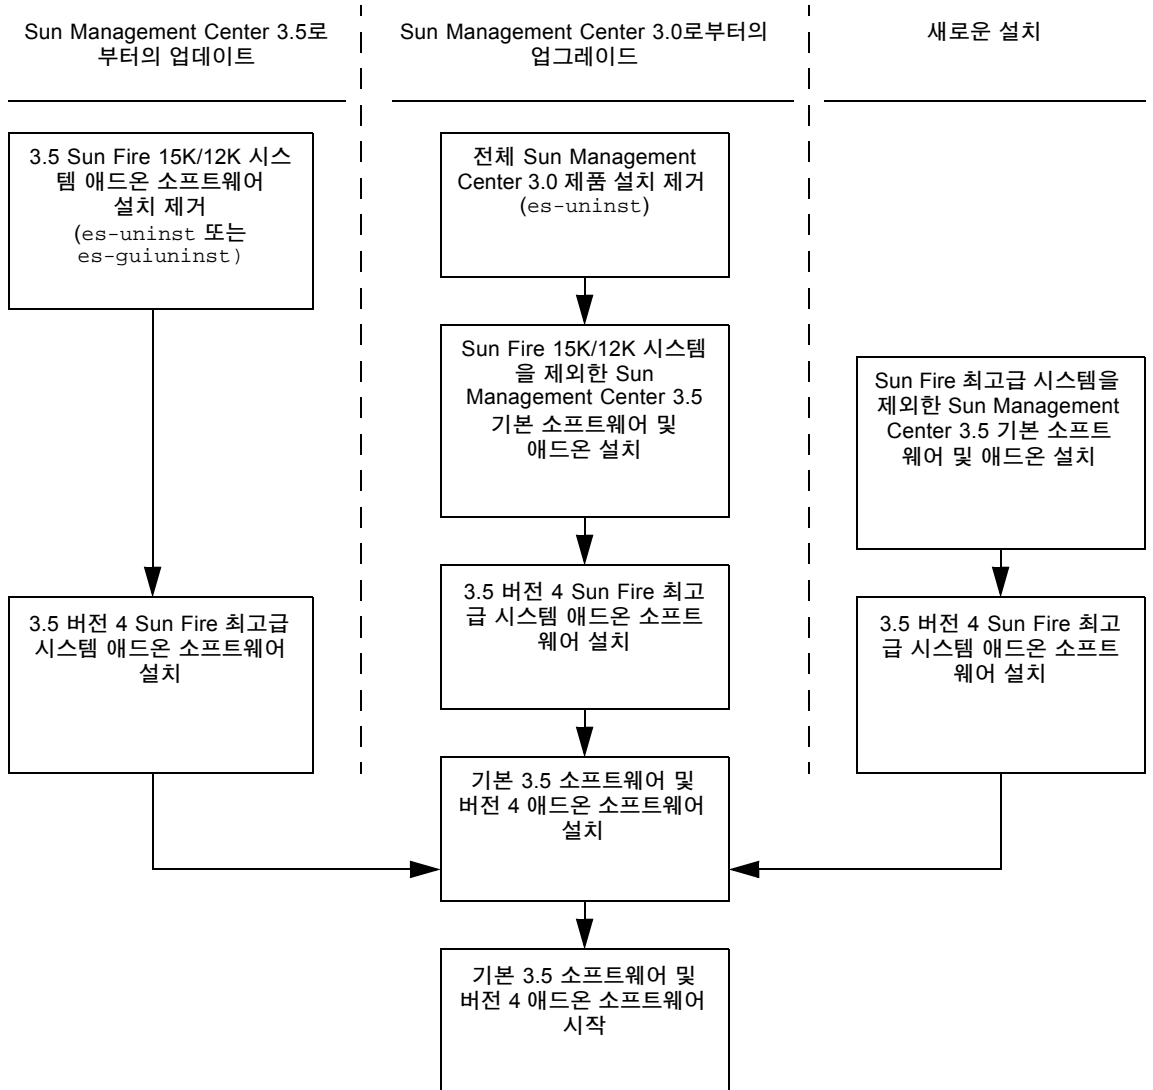 Sun Management Center 3.5로
부터의 업데이트
Sun Management Center 3.0로부터의
업그레이드
새로운 설치
3.5 Sun Fire 15K/12K 시스
템 애드온 소프트웨어
설치 제거
(es-uninst 또는
es-guiuninst)
전체 Sun Management
Center 3.0 제품 설치 제거
(es-uninst)
Sun Fire 15K/12K 시스템
을 제외한 Sun
Management Center 3.5
기본 소프트웨어 및
애드온 설치
Sun Fire 최고급 시스템을
제외한 Sun Management
Center 3.5 기본 소프트
웨어 및 애드온 설치
3.5 버전 4 Sun Fire 최고급
시스템 애드온 소프트웨어
설치
3.5 버전 4 Sun Fire 최고
급 시스템 애드온 소프트
웨어 설치
3.5 버전 4 Sun Fire 최고
급 시스템 애드온 소프트
웨어 설치
기본 3.5 소프트웨어 및
버전 4 애드온 소프트웨어
설치
기본 3.5 소프트웨어 및
버전 4 애드온 소프트웨어
시작